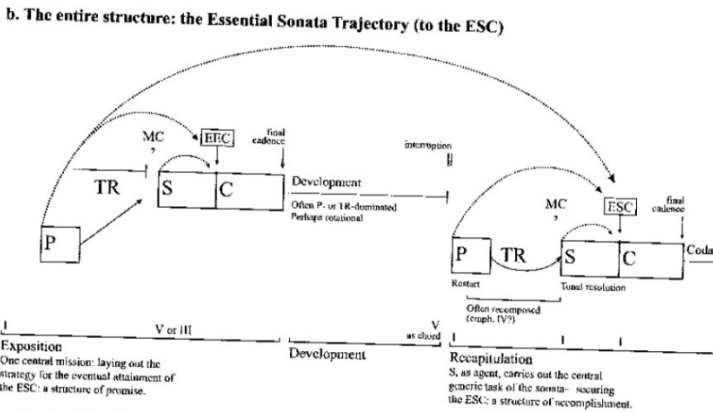 b. The entire structure: the Essential Sonata Trajectory (to the ESC)
MC
,
EEC
final
cadence
interruption
TR
S
C
Development
Often P- or TR-dominated
Perhaps rotational
P
MC
,
ESC
final
cadence
P
TR
S
C
Coda
Restart
Tonal resolution
Often recomposed
(emph. IV?)
I
V or III
V
as chord
I
I
I
Exposition
One central mission: laying out the
strategy for the eventual attainment of
the ESC: a structure of promise.
Development
Recapitulation
S, as agent, carries out the central
generic task of the sonata– securing
the ESC: a structure of accomplishment.